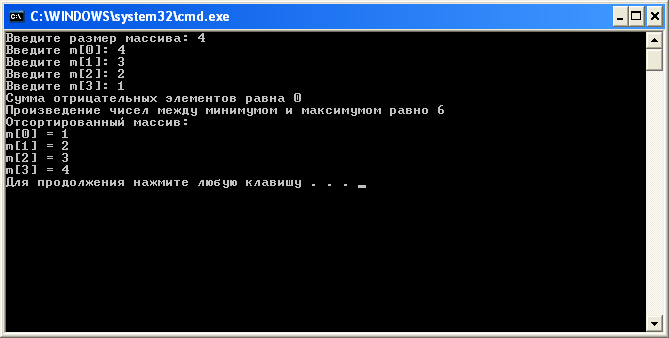 C:\WINDOWS\system32\cmd.exe
Введите размер массива: 4
Введите m[0]: 4
Введите m[1]: 3
Введите m[2]: 2
Введите m[3]: 1
Сумма отрицательных элементов равна 0
Произведение чисел между минимумом и максимумом равно 6
Отсортированный массив:
m[0] = 1
m[1] = 2
m[2] = 3
m[3] = 4
Для продолжения нажмите любую клавишу . . . _